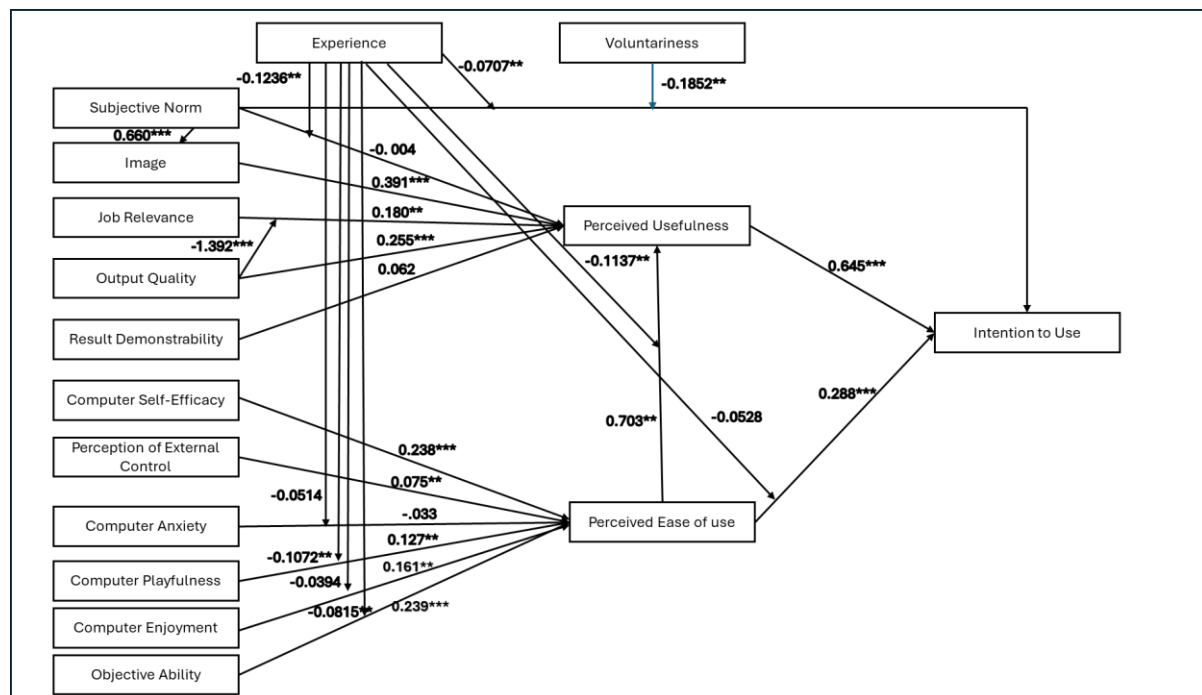 Experience
Voluntariness
-0.1236**
-0.0707**
-0.1852**
Subjective Norm
0.660***
-0. 004
Image
0.391***
Job Relevance
0.180**
Perceived Usefulness
-1.392***
0.255***
-0.1137**
0.645***
Output Quality
0.062
Result Demonstrability
Intention to Use
Computer Self-Efficacy
0.288***
-0.0528
0.703**
Perception of External
Control
0.238***
0.075**
-0.0514
-.033
Computer Anxiety
Perceived Ease of use
0.127**
-0.1072**
0.161**
Computer Playfulness
-0.0394
-0.0815**
0.239***
Computer Enjoyment
Objective Ability